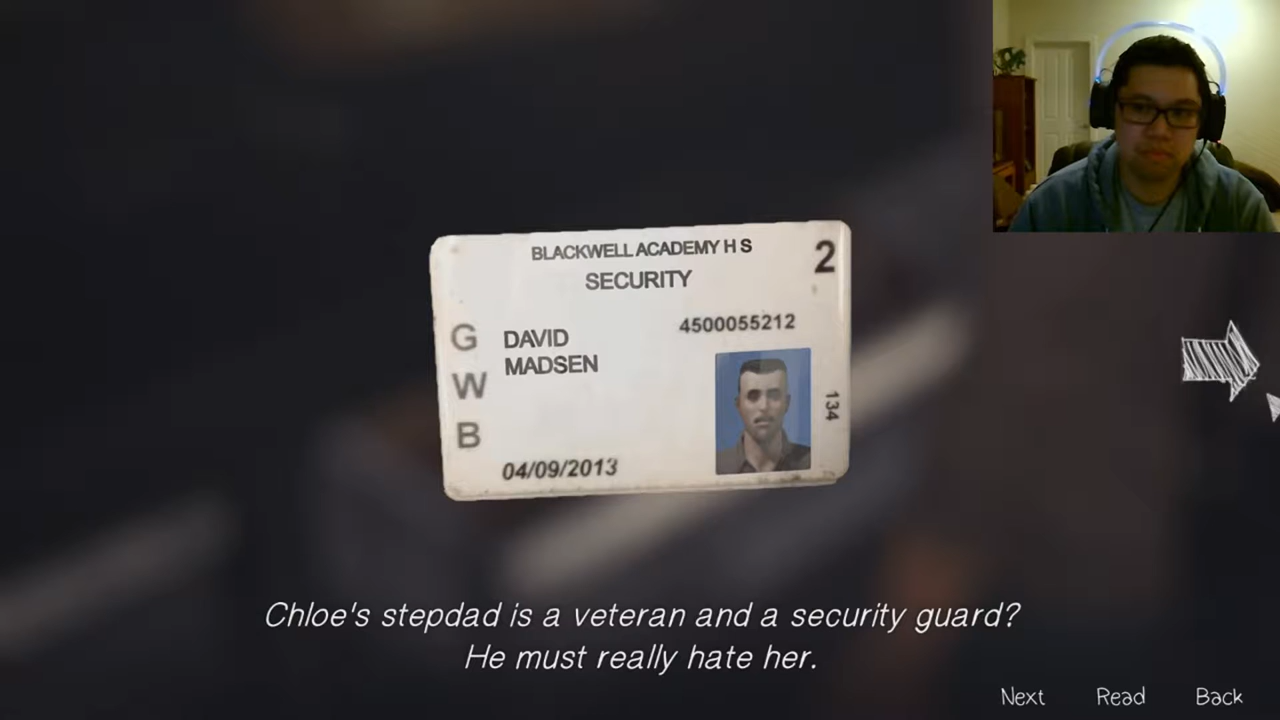 BLACKWELL ACADEMY H S
2
SECURITY
4500055212
G
DAVID
W
MADSEN
B
134
04/09/2013
Chloe's stepdad is a veteran and a security guard?
He must really hate her.
Next Read Back